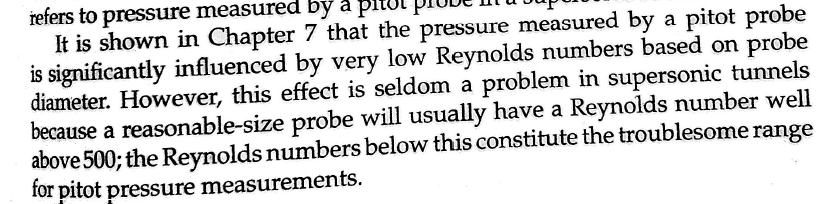 refers to pressure measured by a pitot
It is shown in Chapter 7 that the pressure measured by a pitot probe
is significantly influenced by very low Reynolds numbers based on probe
diameter. However, this effect is seldom a problem in supersonic tunnels
because a reasonable-size probe will usually have a Reynolds number well
above 500; the Reynolds numbers below this constitute the troublesome range
for pitot pressure measurements.